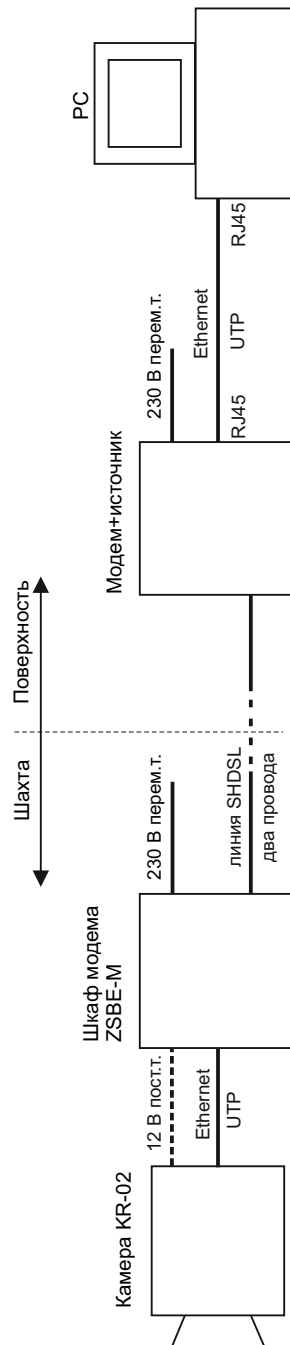 Шахта
Поверхность
Камера KR-02
12 В пост.т.
Ethernet
UTP
Шкаф модема
ZSBE-M
230 В перем.т.
линия SHDSL
два провода
Модем+источник
230 В перем.т.
RJ45
Ethernet
UTP
RJ45
PC